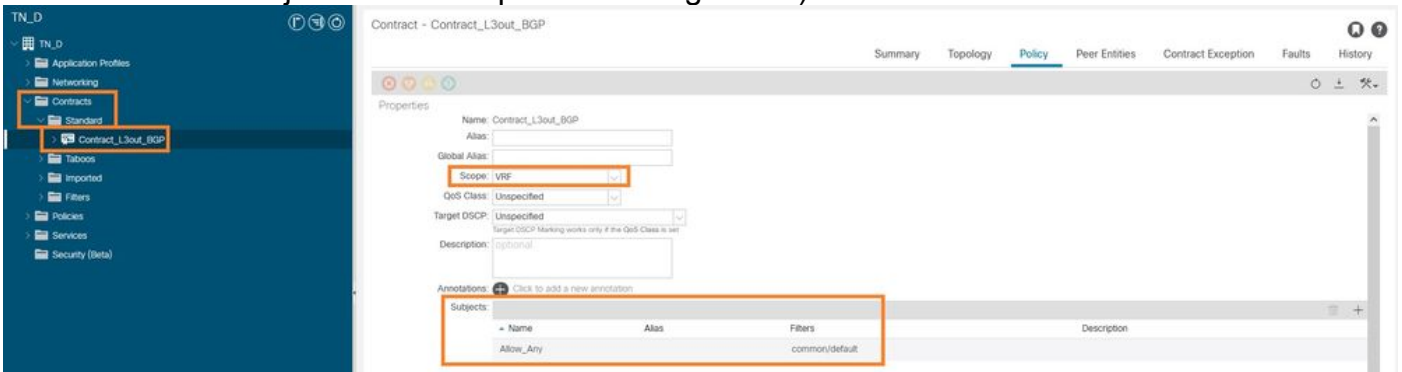 TN_D
TN_D
Application Profiles
Networking
Contracts
Standard
Contract_L3out_BGP
Taboos
Imported
Filters
Policies
Services
Security (Beta)
Contract - Contract_L3out_BGP
Summary Topology Policy Peer Entities Contract Exception Faults History
Properties
Name: Contract_L3out_BGP
Alias:
Global Alias:
Scope: VRF
QoS Class: Unspecified
Target DSCP: Unspecified
Target DSCP Marking works only if the QoS Class is set
Description: optional
Annotations: Click to add a new annotation
Subjects:
Name Alias Filters Description
Allow_Any common/default